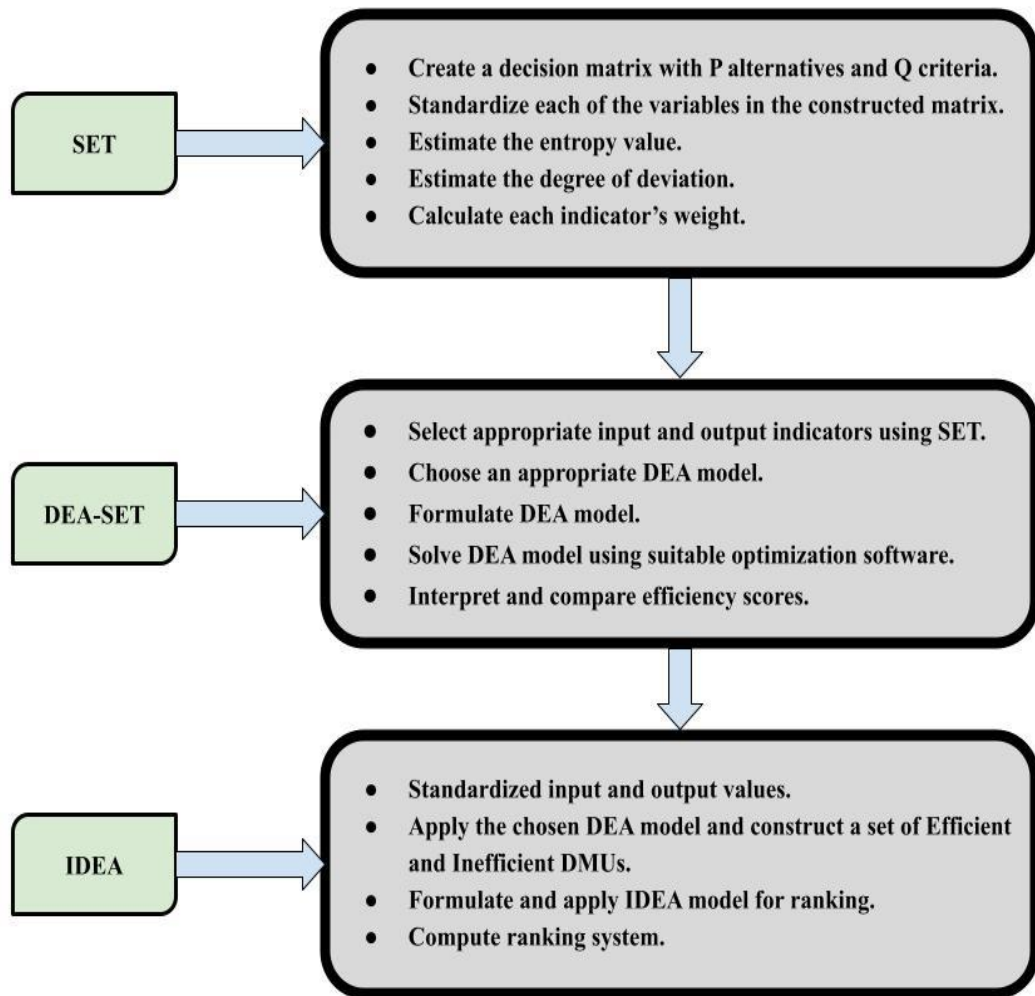 SET
• Create a decision matrix with P alternatives and Q criteria.
• Standardize each of the variables in the constructed matrix.
• Estimate the entropy value.
• Estimate the degree of deviation.
• Calculate each indicator's weight.
DEA-SET
• Select appropriate input and output indicators using SET.
• Choose an appropriate DEA model.
• Formulate DEA model.
• Solve DEA model using suitable optimization software.
• Interpret and compare efficiency scores.
IDEA
• Standardized input and output values.
• Apply the chosen DEA model and construct a set of Efficient
and Inefficient DMUs.
• Formulate and apply IDEA model for ranking.
• Compute ranking system.